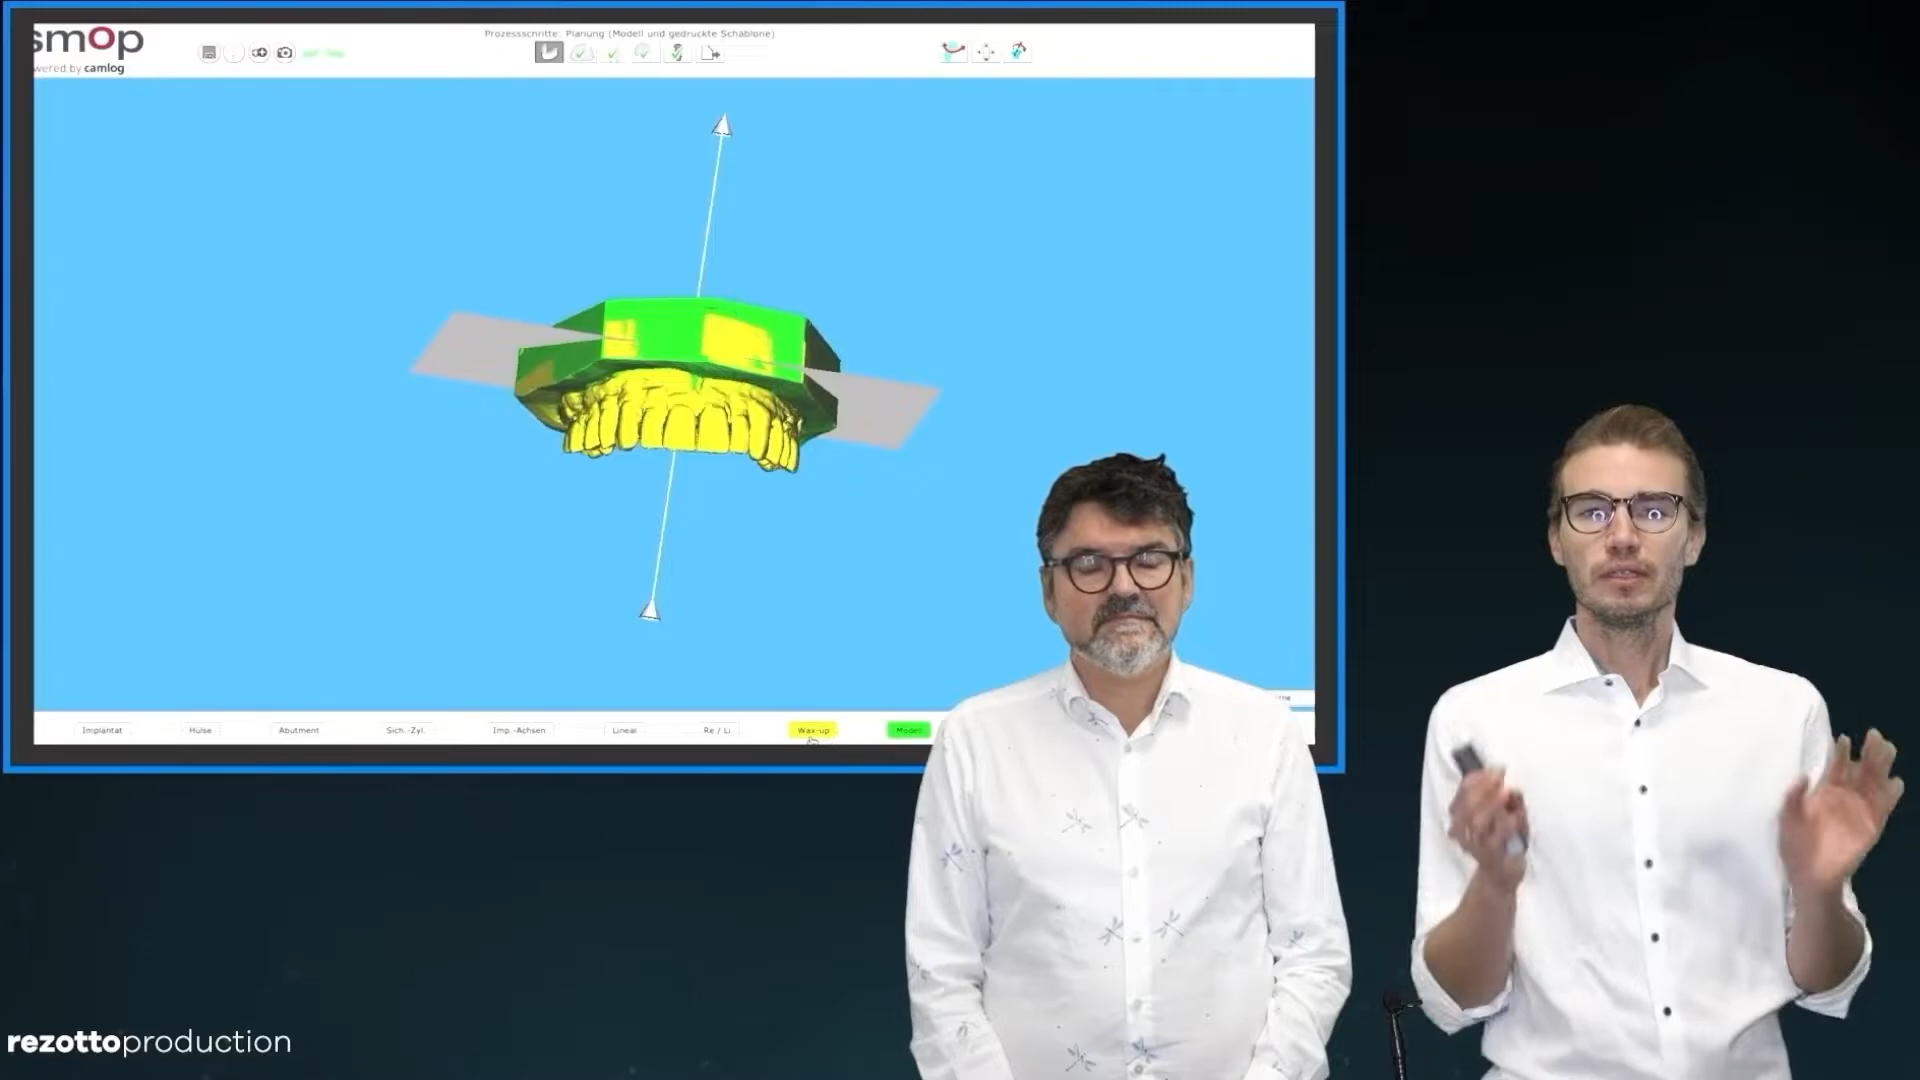 smop
wered by camlog
Prozessschritte: Planung (Modell und gedruckte Schablone)
Implantat
Hülse
Abutment
Sich.-Zyl.
Imp.-Achsen
Lineal
Re / Li
Wax-up
Modell
rezottoproduction